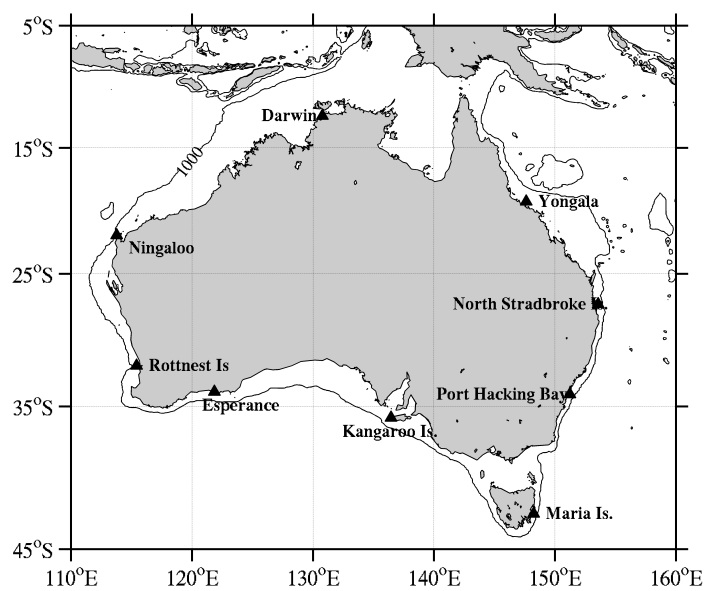 5°S
Darwin
15°S
1000
Yongala
Ningaloo
25°S
North Stradbroke
Rottnest Is
Port Hacking Bay
35°S
Esperance
Kangaroo Is.
Maria Is.
45°S
110°E 120°E 130°E 140°E 150°E 160°E